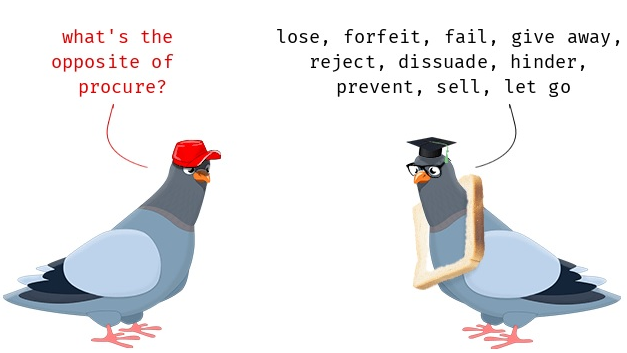 what's the
opposite of
procure?
lose, forfeit, fail, give away,
reject, dissuade, hinder,
prevent, sell, let go